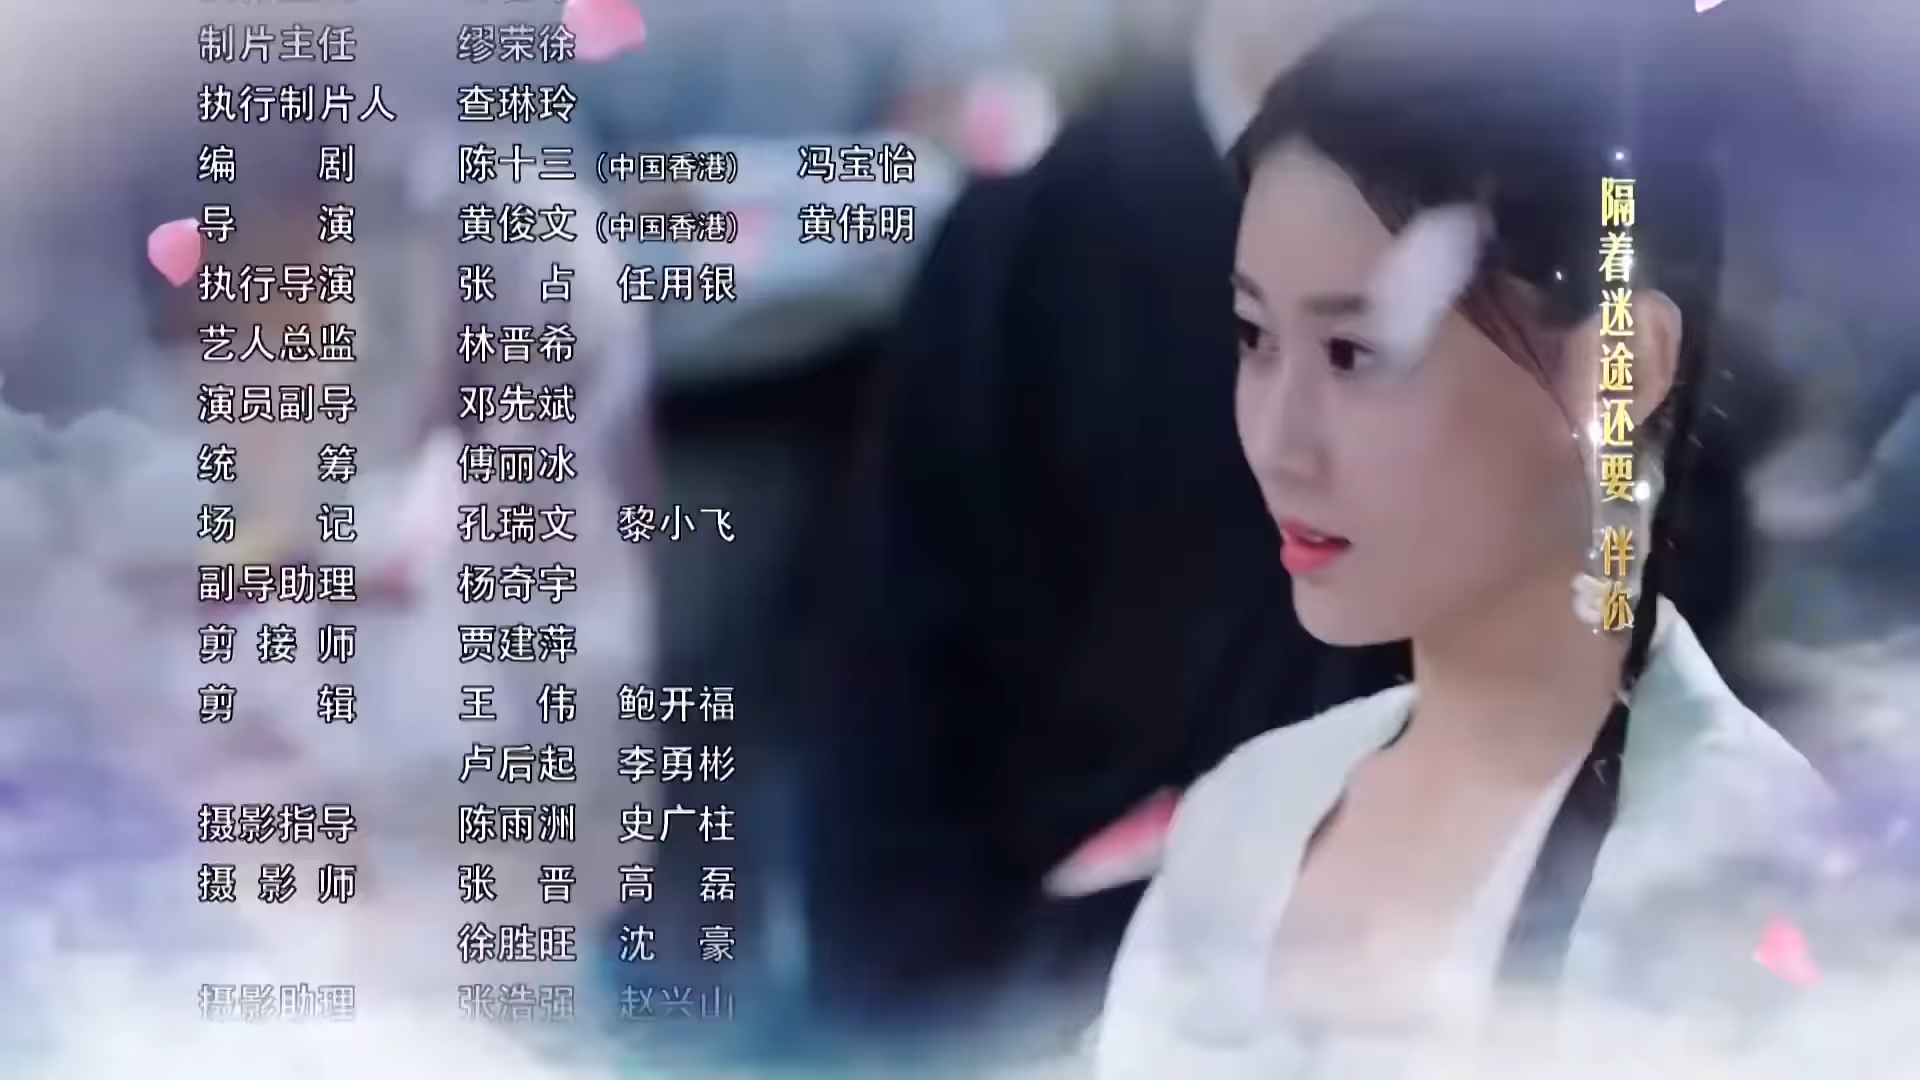 制片主任 缪荣徐
执行制片人 查琳玲
编剧 陈十三(中国香港) 冯宝怡
导演 黄俊文(中国香港) 黄伟明
执行导演 张占 任用银
艺人总监 林晋希
演员副导 邓先斌
统筹 傅丽冰
场记 孔瑞文 黎小飞
副导助理 杨奇宇
剪接师 贾建萍
剪辑 王伟 鲍开福
卢后起 李勇彬
摄影指导 陈雨洲 史广柱
摄影师 张晋 高磊
徐胜旺 沈豪
摄影助理 张浩强 赵兴山
隔着迷途还要 伴你